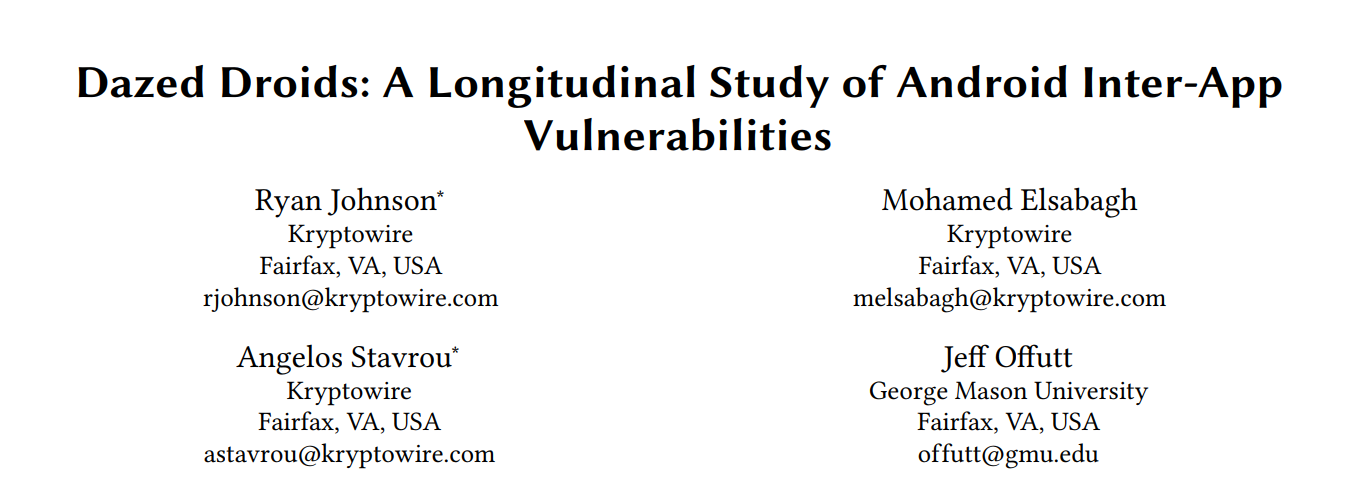 Dazed Droids: A Longitudinal Study of Android Inter-App
Vulnerabilities
Ryan Johnson*
Kryptowire
Fairfax, VA, USA
rjohnson@kryptowire.com
Mohamed Elsabagh
Kryptowire
Fairfax, VA, USA
melsabagh@kryptowire.com
Angelos Stavrou*
Kryptowire
Fairfax, VA, USA
astavrou@kryptowire.com
Jeff Offutt
George Mason University
Fairfax, VA, USA
offutt@gmu.edu